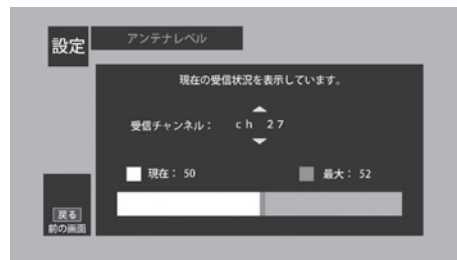 設定
アンテナレベル
現在の受信状況を表示しています。
受信チャンネル： ｃｈ ２７
現在： 50
最大： 52
戻る
前の画面